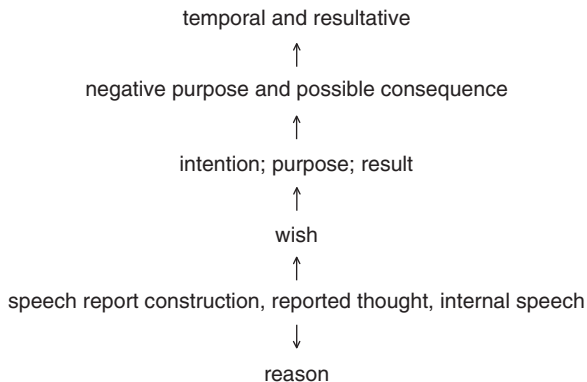 temporal and resultative
negative purpose and possible consequence
intention; purpose; result
wish
speech report construction, reported thought, internal speech
reason